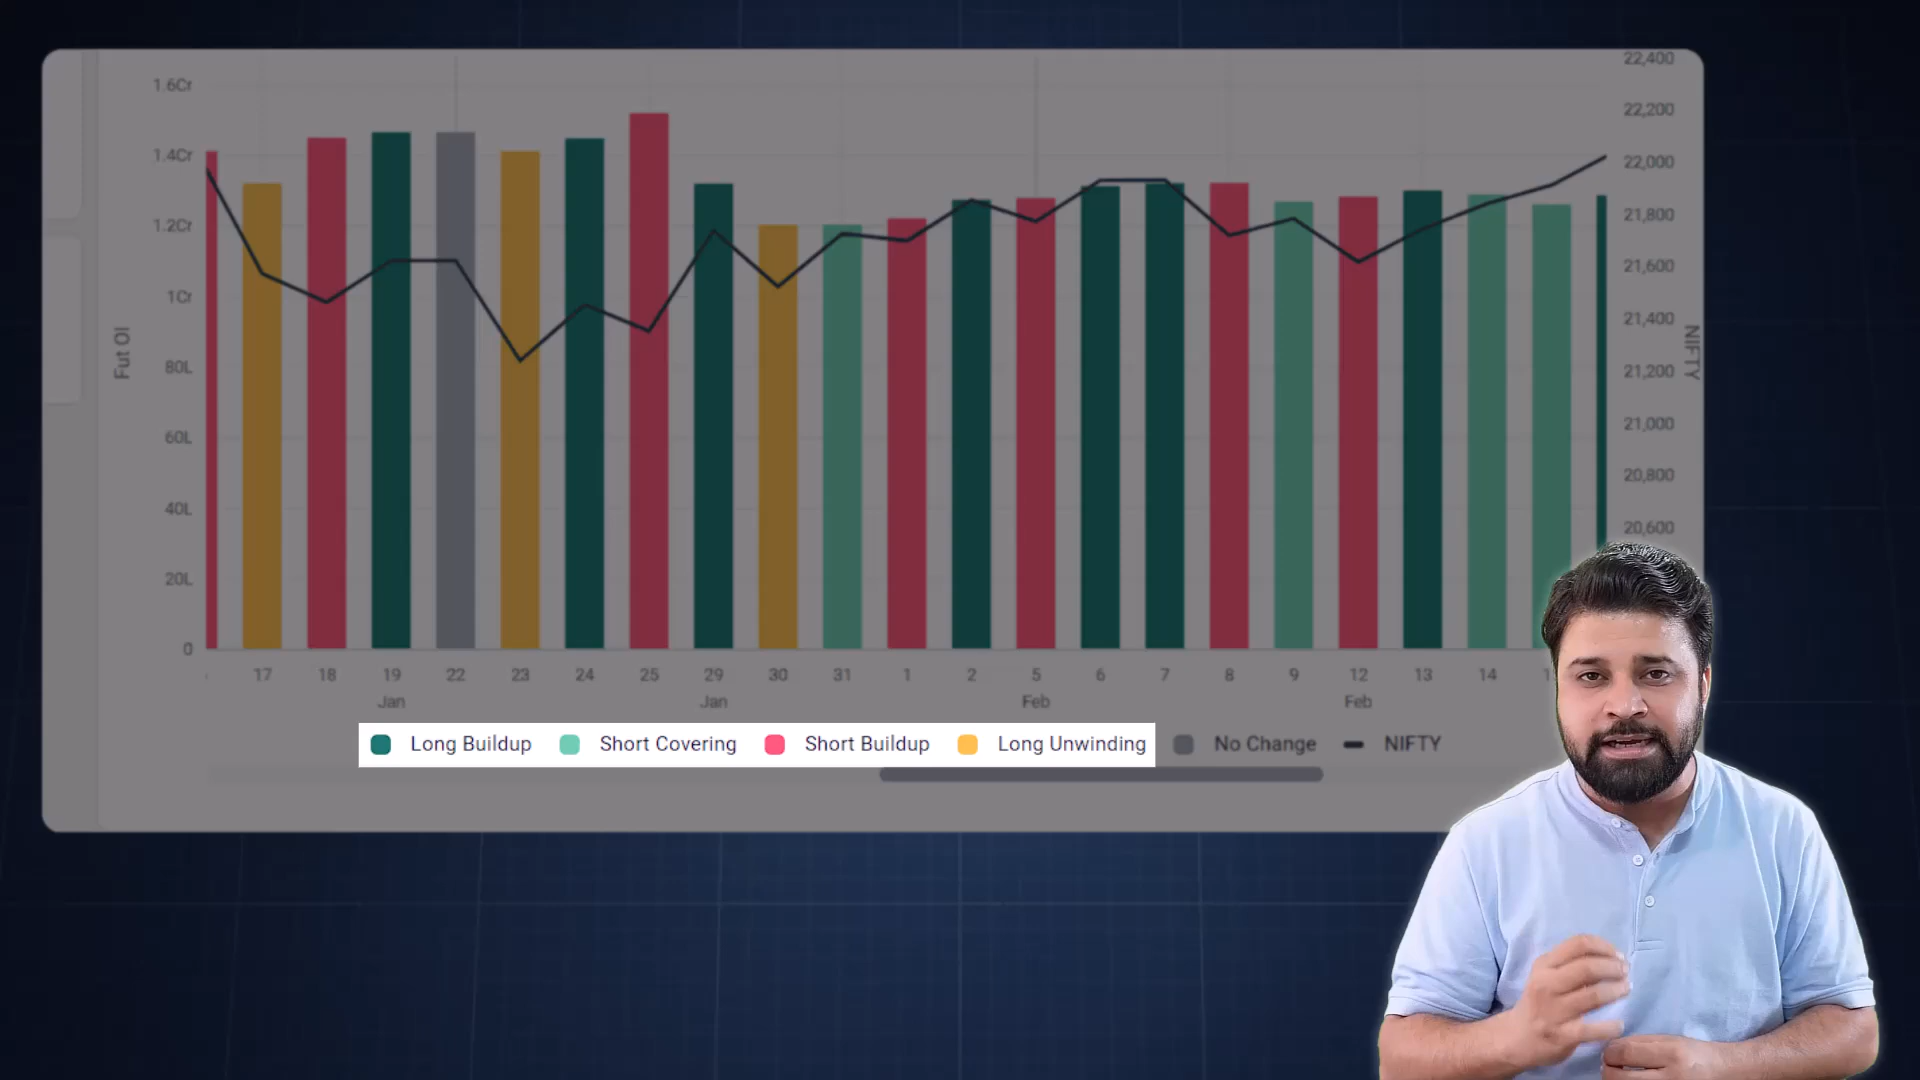 1.6Cr
1.4Cr
1.2Cr
1Cr
80L
60L
40L
20L
0
Fut OI
22,400
22,200
22,000
21,800
21,600
21,400
21,200
21,000
20,800
20,600
NIFTY
17 18 19 22 23 24 25 29 30 31 1 2 5 6 7 8 9 12 13 14
Jan Jan Feb Feb
Long Buildup Short Covering Short Buildup Long Unwinding No Change NIFTY